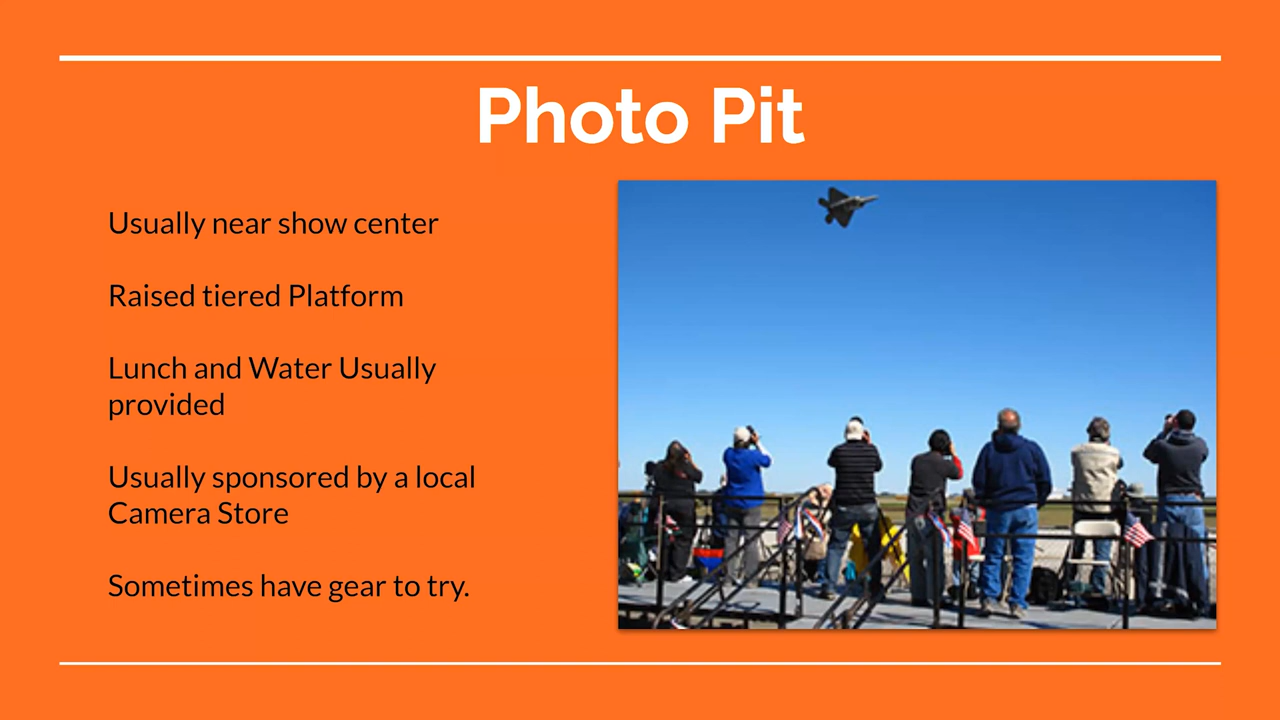 Photo Pit
Usually near show center
Raised tiered Platform
Lunch and Water Usually
provided
Usually sponsored by a local
Camera Store
Sometimes have gear to try.